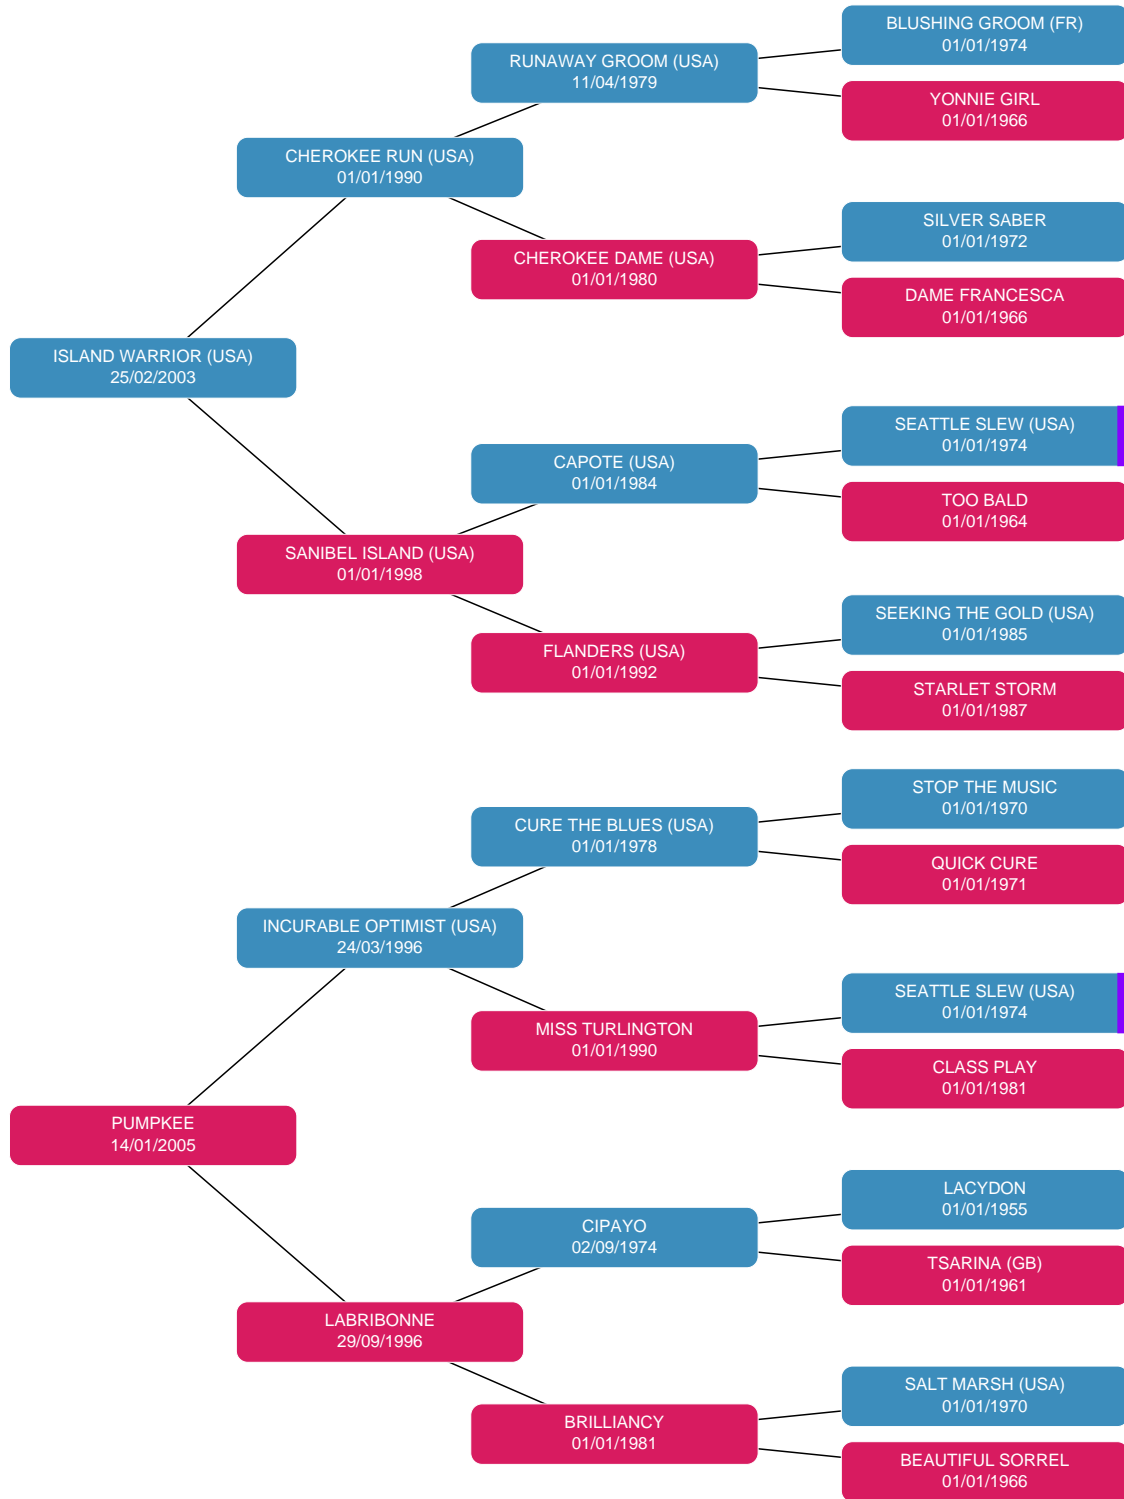 BLUSHING GROOM (FR)
01/01/1974
RUNAWAY GROOM (USA)
11/04/1979
YONNIE GIRL
01/01/1966
CHEROKEE RUN (USA)
01/01/1990
SILVER SABER
01/01/1972
CHEROKEE DAME (USA)
01/01/1980
DAME FRANCESCA
01/01/1966
ISLAND WARRIOR (USA)
25/02/2003
SEATTLE SLEW (USA)
01/01/1974
CAPOTE (USA)
01/01/1984
TOO BALD
01/01/1964
SANIBEL ISLAND (USA)
01/01/1998
SEEKING THE GOLD (USA)
01/01/1985
FLANDERS (USA)
01/01/1992
STARLET STORM
01/01/1987
STOP THE MUSIC
01/01/1970
CURE THE BLUES (USA)
01/01/1978
QUICK CURE
01/01/1971
INCURABLE OPTIMIST (USA)
24/03/1996
SEATTLE SLEW (USA)
01/01/1974
MISS TURLINGTON
01/01/1990
CLASS PLAY
01/01/1981
PUMPKEE
14/01/2005
LACYDON
01/01/1955
CIPAYO
02/09/1974
TSARINA (GB)
01/01/1961
LABRIBONNE
29/09/1996
SALT MARSH (USA)
01/01/1970
BRILLIANCY
01/01/1981
BEAUTIFUL SORREL
01/01/1966